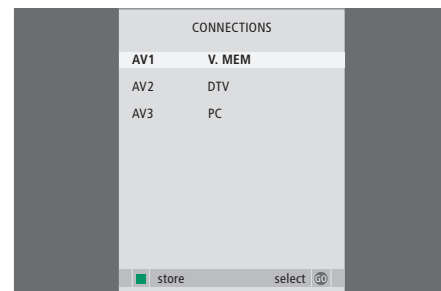 CONNECTIONS
AV1 V. MEM
AV2 DTV
AV3 PC
store select GO